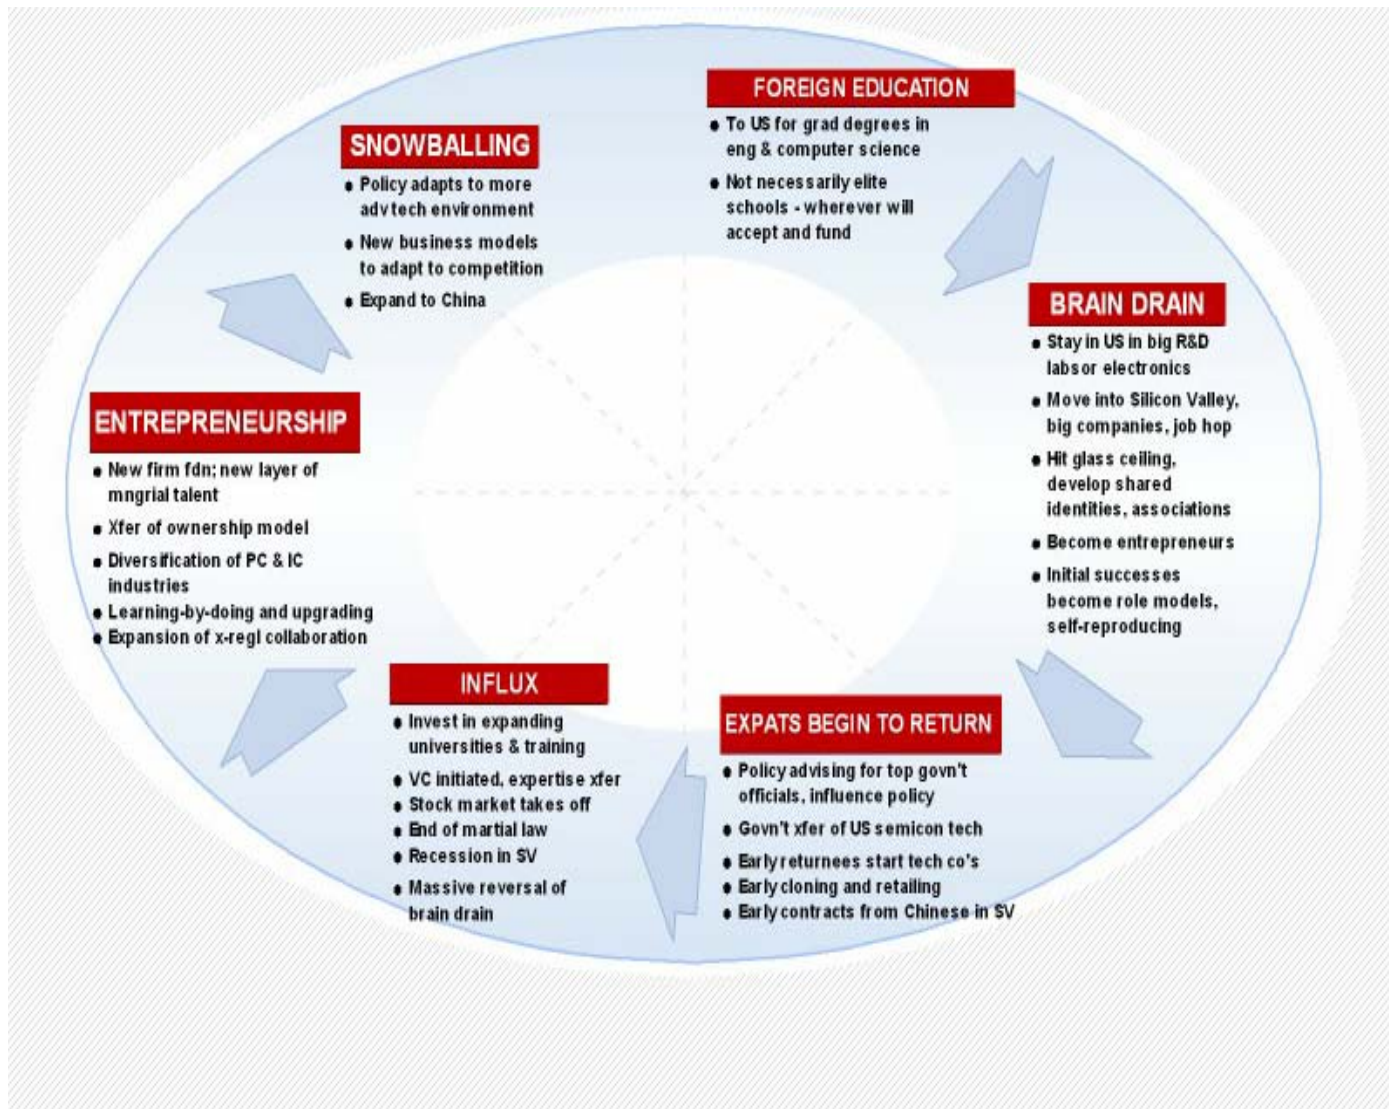 FOREIGN EDUCATION
● To US for grad degrees in
eng & computer science
● Not necessarily elite
schools - wherever will
accept and fund
BRAIN DRAIN
● Stay in US in big R&D
labs or electronics
● Move into Silicon Valley,
big companies, job hop
● Hit glass ceiling,
develop shared
identities, associations
● Become entrepreneurs
● Initial successes
become role models,
self-reproducing
EXPATS BEGIN TO RETURN
● Policy advising for top govn't
officials, influence policy
● Govn't xfer of US semicon tech
● Early returnees start tech co's
● Early cloning and retailing
● Early contracts from Chinese in SV
INFLUX
● Invest in expanding
universities & training
● VC initiated, expertise xfer
● Stock market takes off
● End of martial law
● Recession in SV
● Massive reversal of
brain drain
ENTREPRENEURSHIP
● New firm fdn; new layer of
mngrial talent
● Xfer of ownership model
● Diversification of PC & IC
industries
● Learning-by-doing and upgrading
● Expansion of x-regl collaboration
SNOWBALLING
● Policy adapts to more
adv tech environment
● New business models
to adapt to competition
● Expand to China